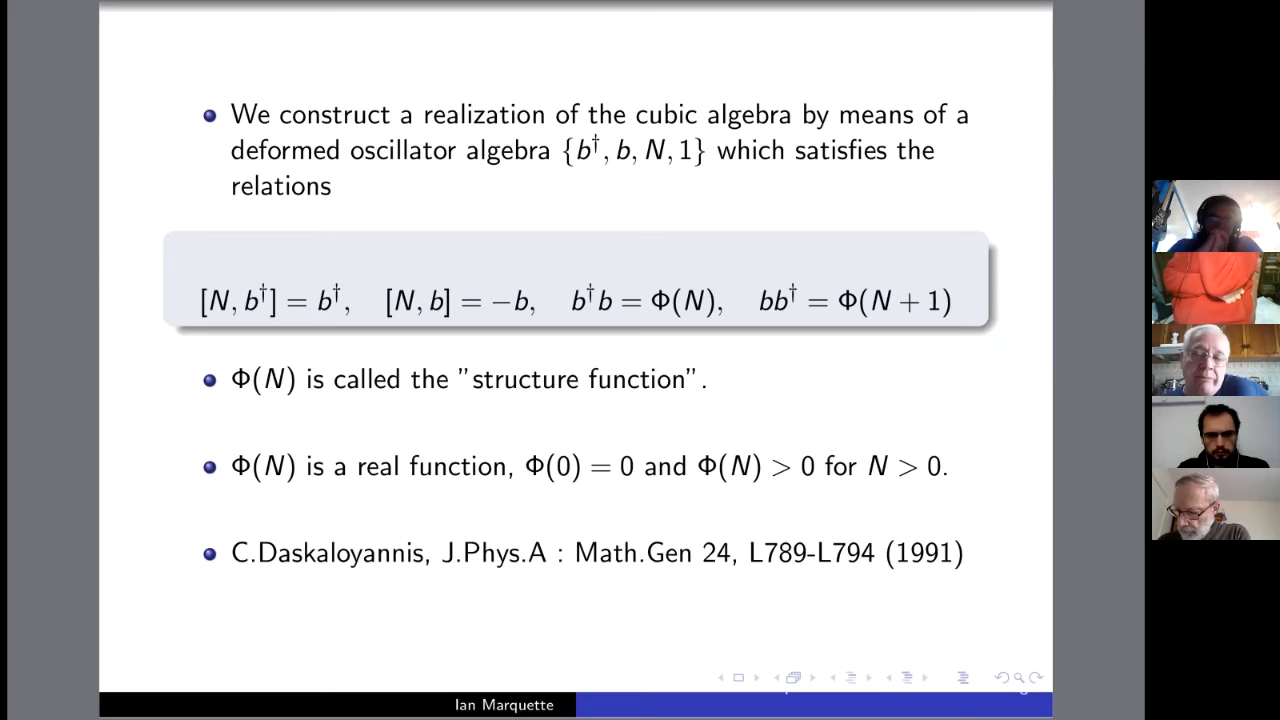 We construct a realization of the cubic algebra by means of a
deformed oscillator algebra {b†, b, N, 1} which satisfies the
relations
[N, b†] = b†, [N, b] = −b, b†b = Φ(N), bb† = Φ(N + 1)
Φ(N) is called the ”structure function”.
Φ(N) is a real function, Φ(0) = 0 and Φ(N) > 0 for N > 0.
C.Daskaloyannis, J.Phys.A : Math.Gen 24, L789-L794 (1991)
Ian Marquette